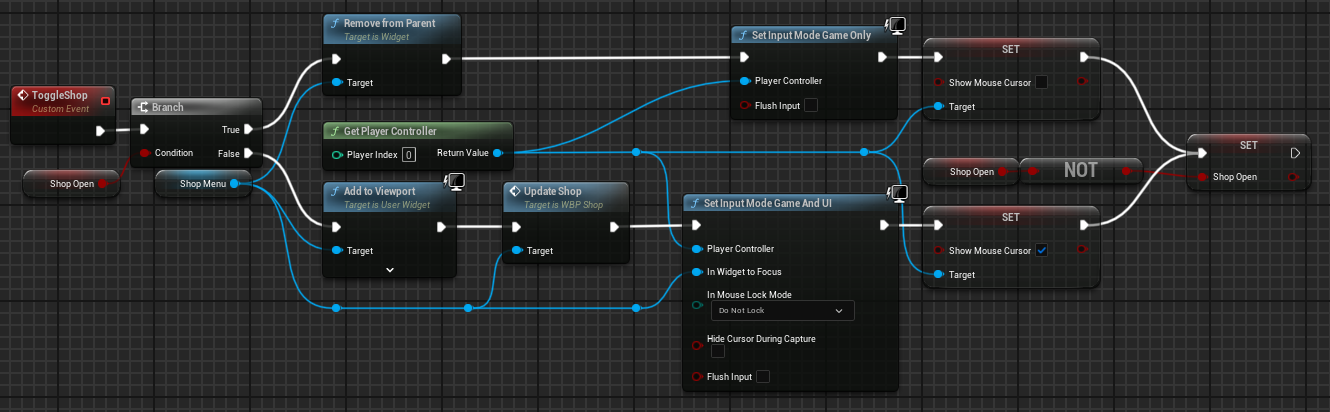 ToggleShop
Custom Event
Shop Open
Branch
True
Condition
False
Shop Menu
Remove from Parent
Target is Widget
Target
Get Player Controller
Player Index
0
Return Value
Add to Viewport
Target is User Widget
Target
Update Shop
Target is WBP Shop
Target
Set Input Mode Game Only
Player Controller
Flush Input
Set Input Mode Game And UI
Player Controller
In Widget to Focus
In Mouse Lock Mode
Do Not Lock
Hide Cursor During Capture
Flush Input
SET
Show Mouse Cursor
Target
Shop Open
NOT
SET
Show Mouse Cursor
Target
SET
Shop Open